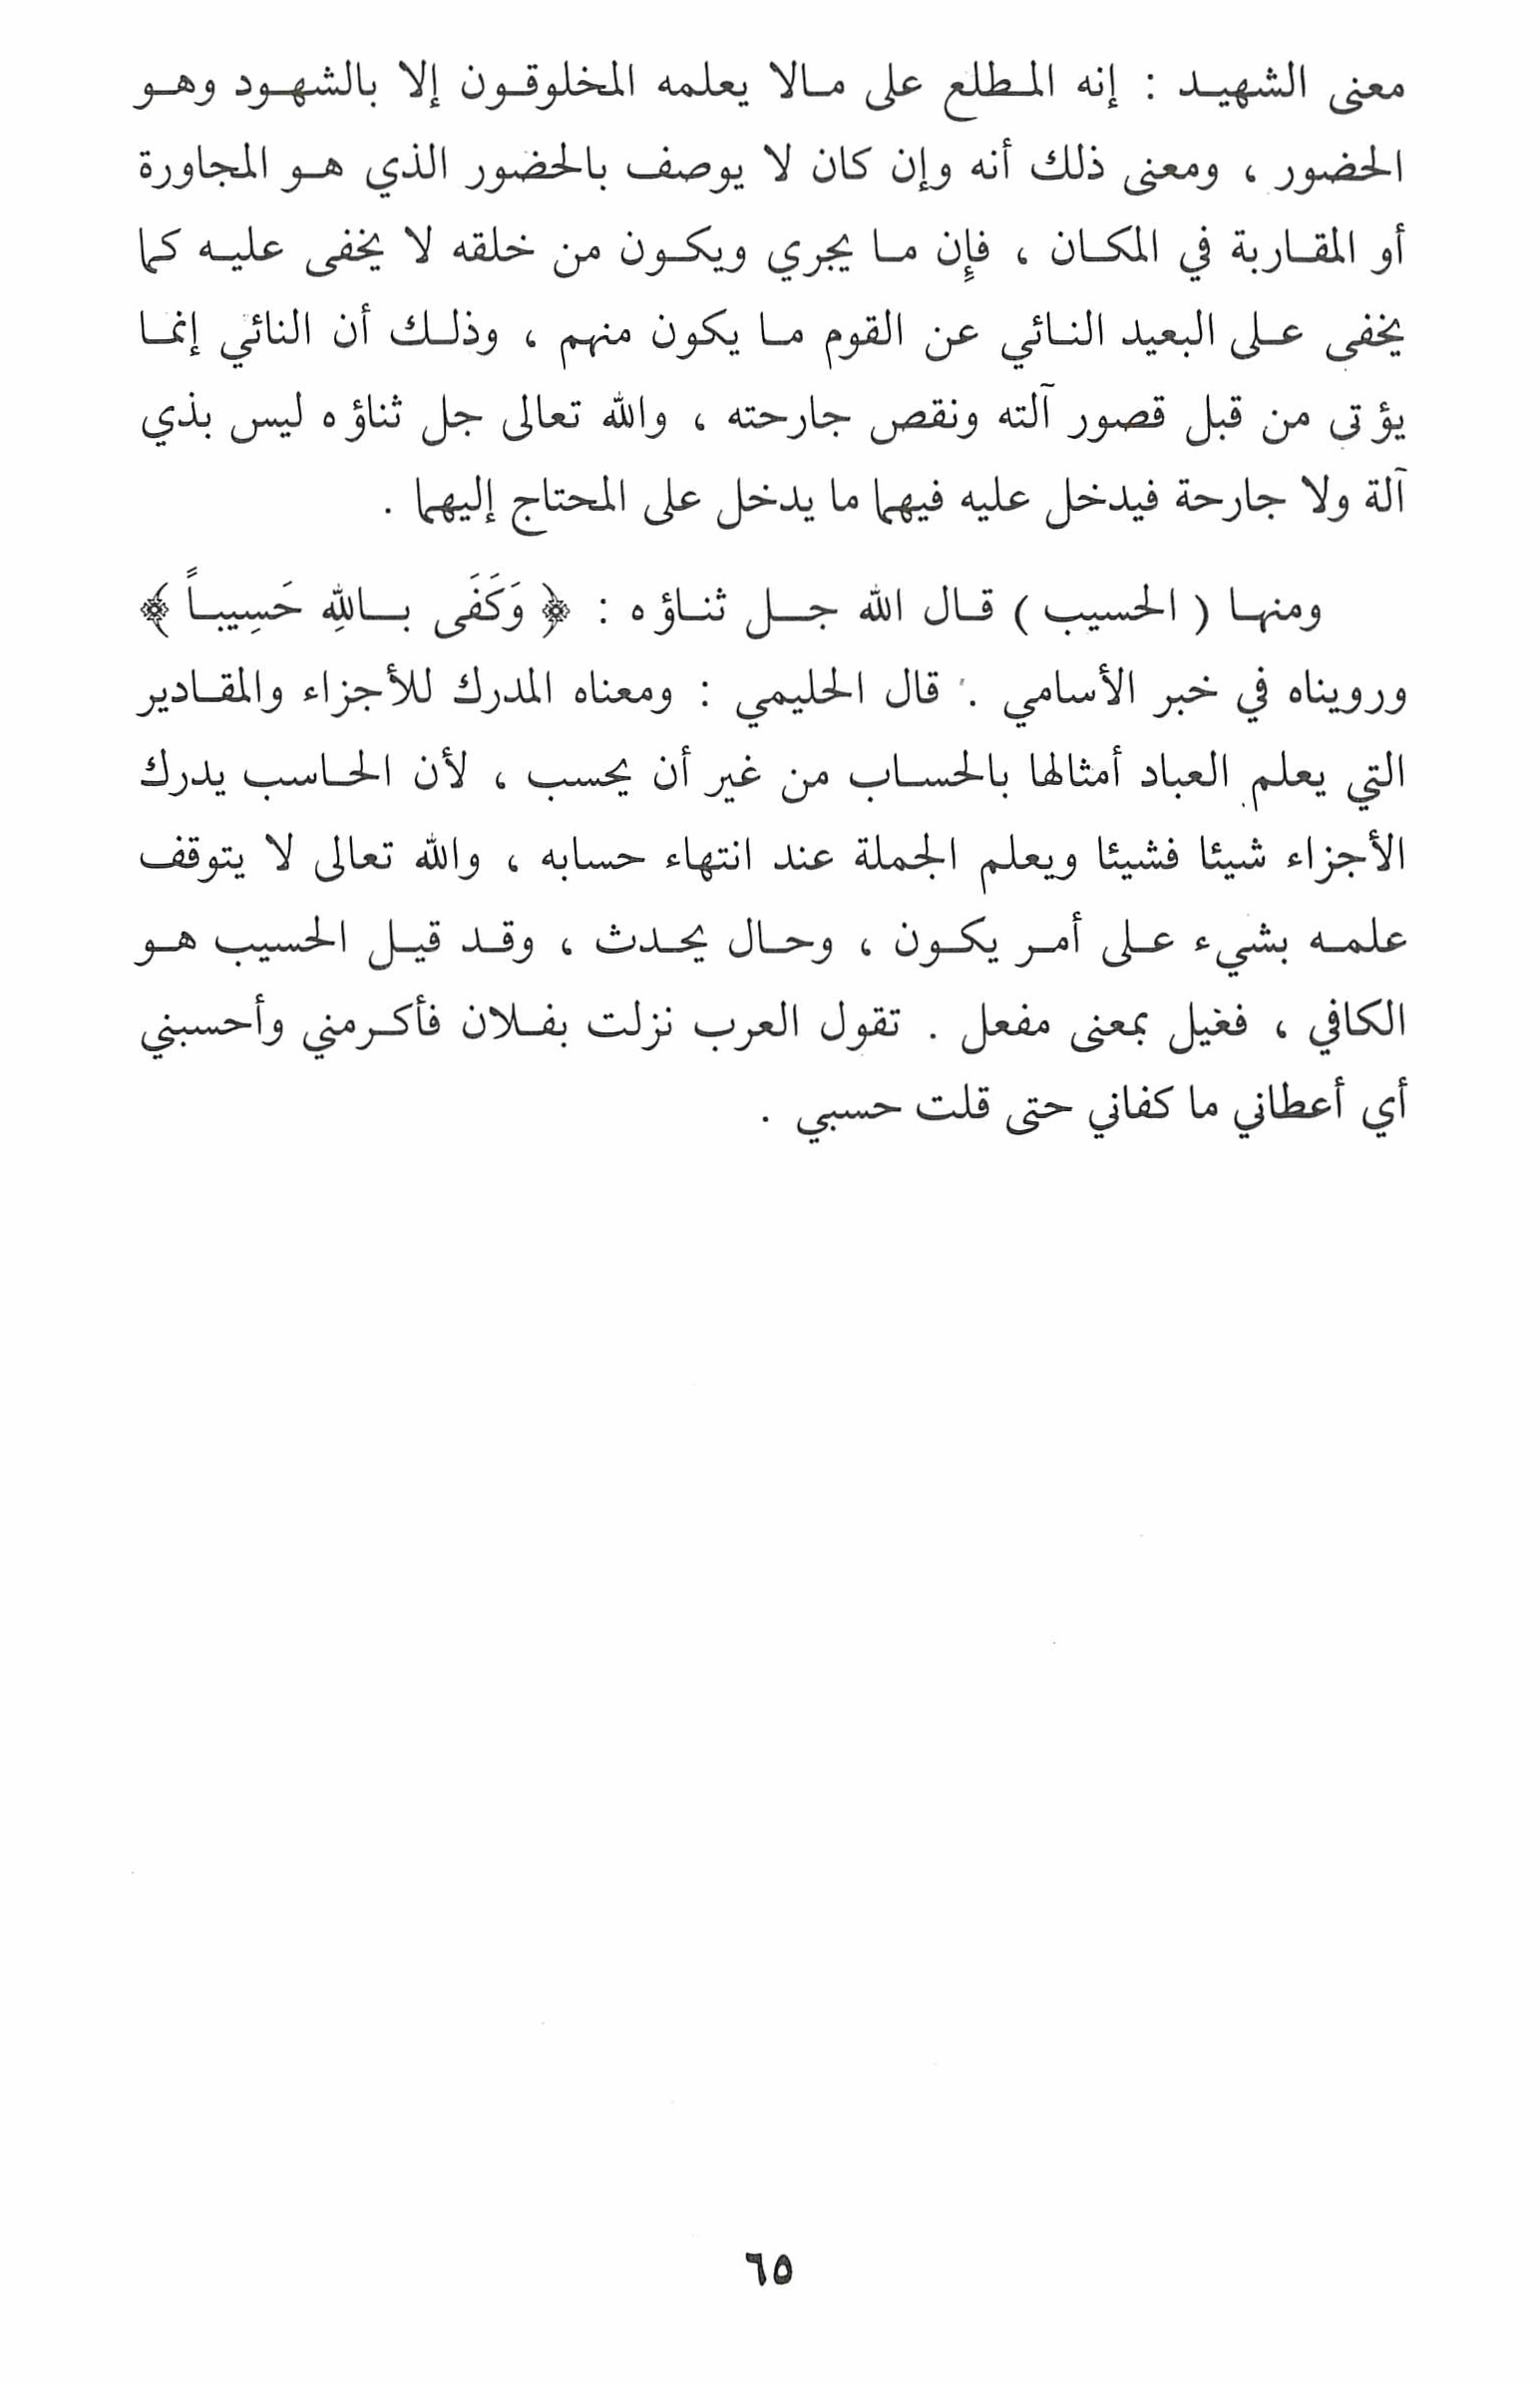 معنى الشهيد : إنه المطلع على مالا يعلمه المخلوقون إلا بالشهود وهو
الحضور ، ومعنى ذلك أنه وإن كان لا يوصف بالحضور الذي هو المجاورة
أو المقاربة في المكان ، فإن ما يجري ويكون من خلقه لا يخفى عليه كما
يخفى على البعيد النائي عن القوم ما يكون منهم ، وذلك أن النائي إنما
يؤتى من قبل قصور آلته ونقص جارحته ، والله تعالى جل ثناؤه ليس بذي
آلة ولا جارحة فيدخل عليه فيهما ما يدخل على المحتاج إليهما .
ومنها ( الحسيب ) قال الله جل ثناؤه : ﴿ وَكَفَى بِاللهِ حَسِيباً ﴾
ورويناه في خبر الأسامي . قال الحليمي : ومعناه المدرك للأجزاء والمقادير
التي يعلم العباد أمثالها بالحساب من غير أن يحسب ، لأن الحاسب يدرك
الأجزاء شيئا فشيئا ويعلم الجملة عند انتهاء حسابه ، والله تعالى لا يتوقف
علمه بشيء على أمر يكون ، وحال يحدث ، وقد قيل الحسيب هو
الكافي ، فغيل بمعنى مفعل . تقول العرب نزلت بفلان فأكرمني وأحسبني
أي أعطاني ما كفاني حتى قلت حسبي .
٦٥